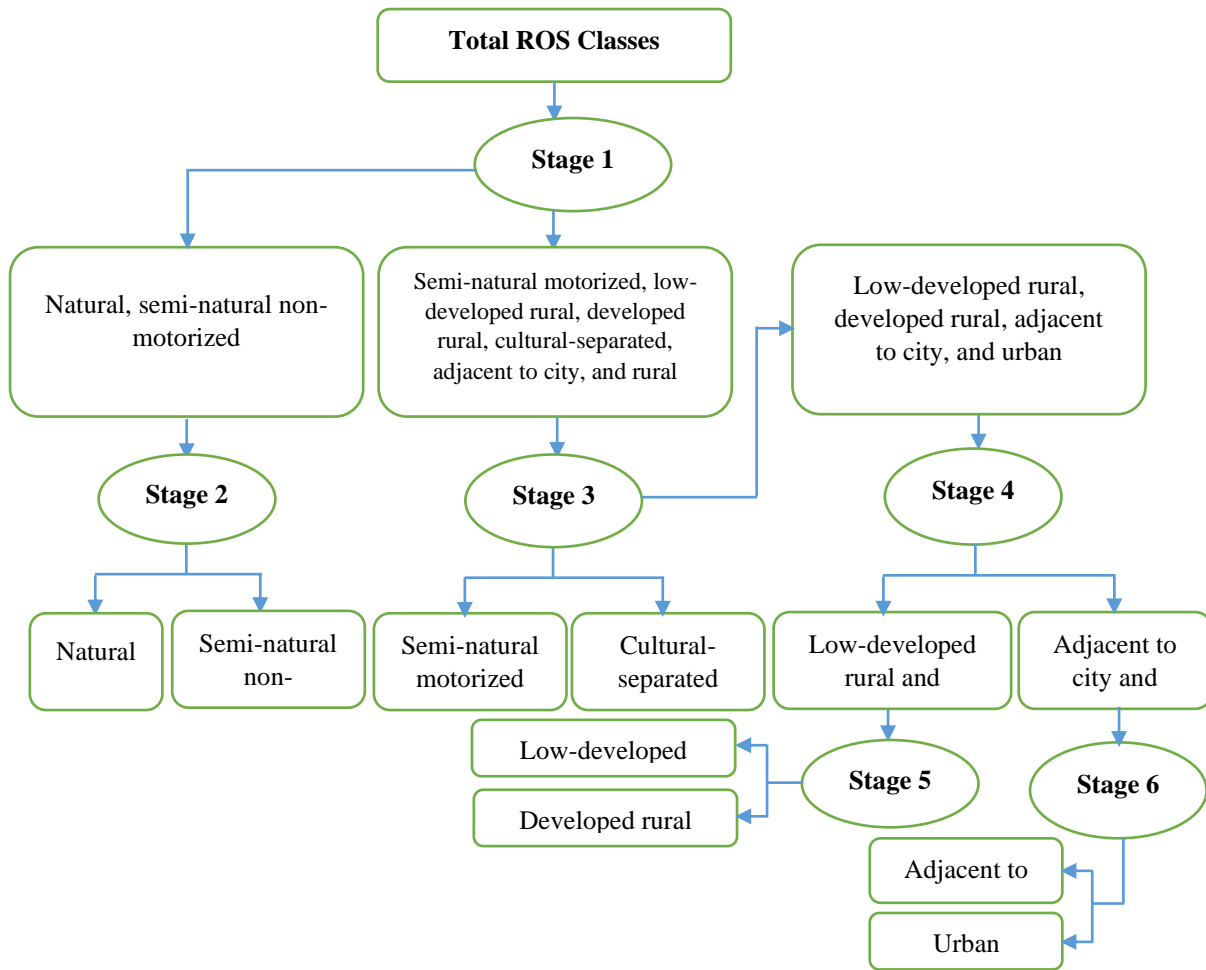 Total ROS Classes
Stage 1
Natural, semi-natural non-
motorized
Semi-natural motorized, low-
developed rural, developed
rural, cultural-separated,
adjacent to city, and rural
Low-developed rural,
developed rural, adjacent
to city, and urban
Stage 2
Stage 3
Stage 4
Natural
Semi-natural
non-
Semi-natural
motorized
Cultural-
separated
Low-developed
rural and
Adjacent to
city and
Low-developed
Developed rural
Stage 5
Stage 6
Adjacent to
Urban